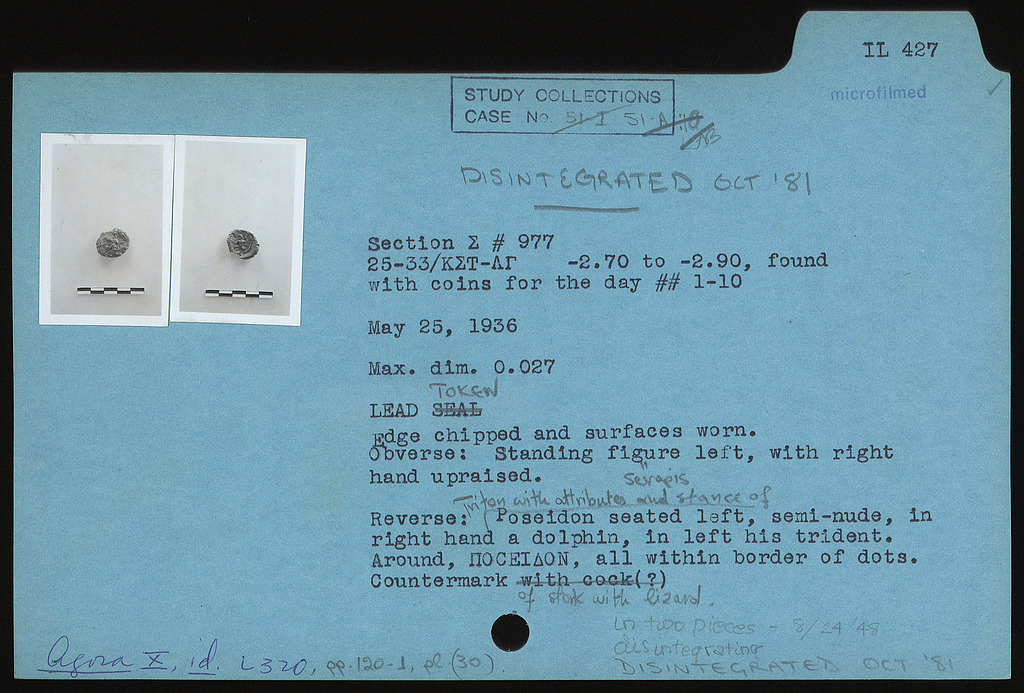 IL 427
microfilmed
STUDY COLLECTIONS
CASE No. 51-I 51-A
DISINTEGRATED OCT '81
Section Σ # 977
25-33/ΚΣΤ-ΛΓ -2.70 to -2.90, found
with coins for the day ## 1-10
May 25, 1936
Max. dim. 0.027
TOKEN
LEAD SEAL
Edge chipped and surfaces worn.
Obverse: Standing figure left, with right
hand upraised. Serapis
Triton with attributes and stance of
Reverse: Poseidon seated left, semi-nude, in
right hand a dolphin, in left his trident.
Around, ΠΟCΕΙΔΟΝ, all within border of dots.
Countermark with cock(?)
of stork with lizard.
in two pieces - 8/24/48
disintegrating
DISINTEGRATED OCT '81
Agora X, id. L320, pp. 120-1, pl (30).